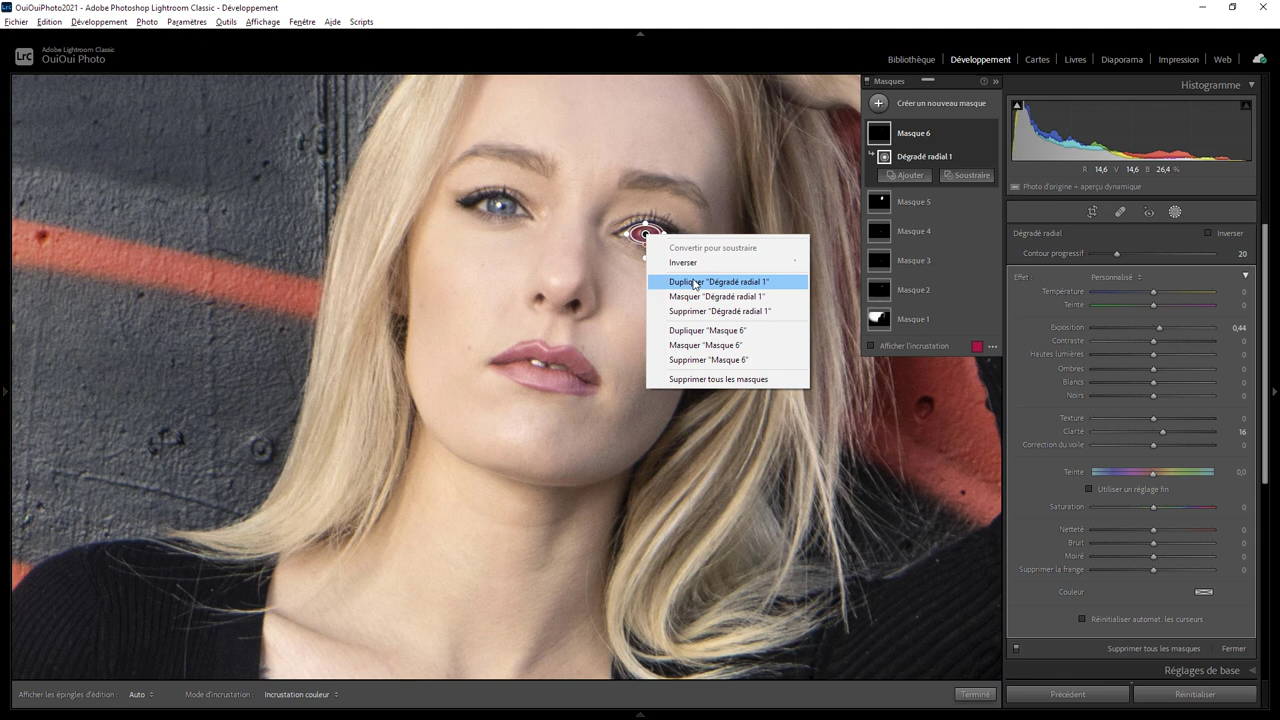 OuiOuiPhoto2021 - Adobe Photoshop Lightroom Classic - Développement
Fichier Edition Développement Photo Paramètres Outils Affichage Fenêtre Aide Scripts
Lrc
Adobe Lightroom Classic
OuiOui Photo
Bibliothèque Développement Cartes Livres Diaporama Impression Web
Masques
Créer un nouveau masque
Masque 6
Dégradé radial 1
Ajouter Soustraire
Masque 5
Masque 4
Masque 3
Masque 2
Masque 1
Afficher l'incrustation
Convertir pour soustraire
Inverser '
Dupliquer "Dégradé radial 1"
Masquer "Dégradé radial 1"
Supprimer "Dégradé radial 1"
Dupliquer "Masque 6"
Masquer "Masque 6"
Supprimer "Masque 6"
Supprimer tous les masques
Histogramme
R 14,6 V 14,6 B 26,4 %
Photo d'origine + aperçu dynamique
Dégradé radial Inverser
Contour progressif 20
Effet : Personnalisé
Température 0
Teinte 0
Exposition 0,44
Contraste 0
Hautes lumières 0
Ombres 0
Blancs 0
Noirs 0
Texture 0
Clarté 16
Correction du voile 0
Teinte 0,0
Utiliser un réglage fin
Saturation 0
Netteté 0
Bruit 0
Moiré 0
Supprimer la frange 0
Couleur
Réinitialiser automat. les curseurs
Supprimer tous les masques Fermer
Réglages de base
Afficher les épingles d'édition : Auto Mode d'incrustation : Incrustation couleur Terminé
Précédent Réinitialiser